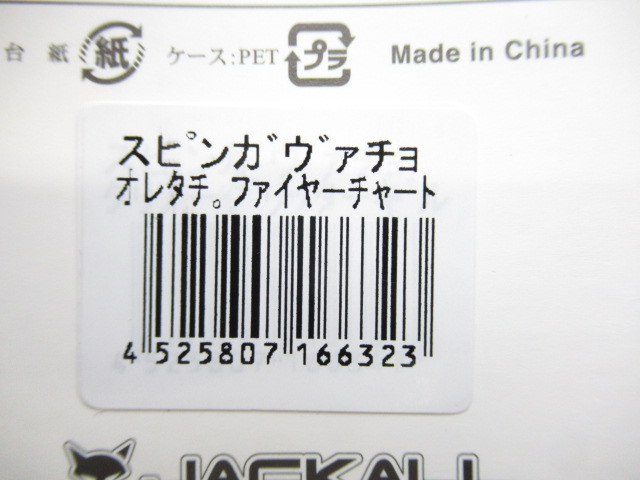 台紙 紙 ケース:PET プラ Made in China
スピンガヴァチョ
オレタチ。ファイヤーチャート
4 525807 166323
JACKALL